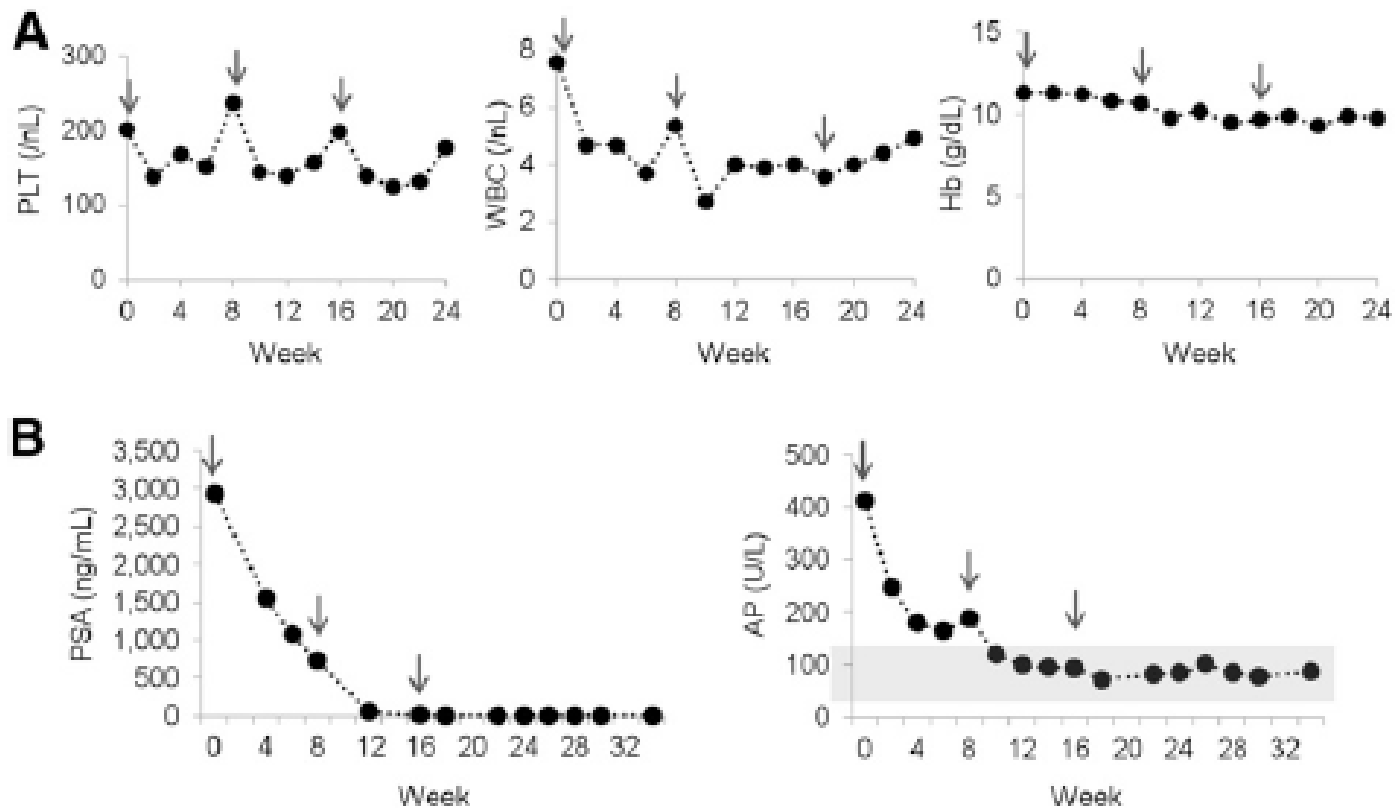 A
PLT (/nL)
300
200
100
0
0 4 8 12 16 20 24
Week
WBC (/nL)
8
6
4
2
0
0 4 8 12 16 20 24
Week
Hb (g/dL)
15
10
5
0
0 4 8 12 16 20 24
Week
B
PSA (ng/mL)
3,500
3,000
2,500
2,000
1,500
1,000
500
0
0 4 8 12 16 20 24 28 32
Week
AP (U/L)
500
400
300
200
100
0
0 4 8 12 16 20 24 28 32
Week